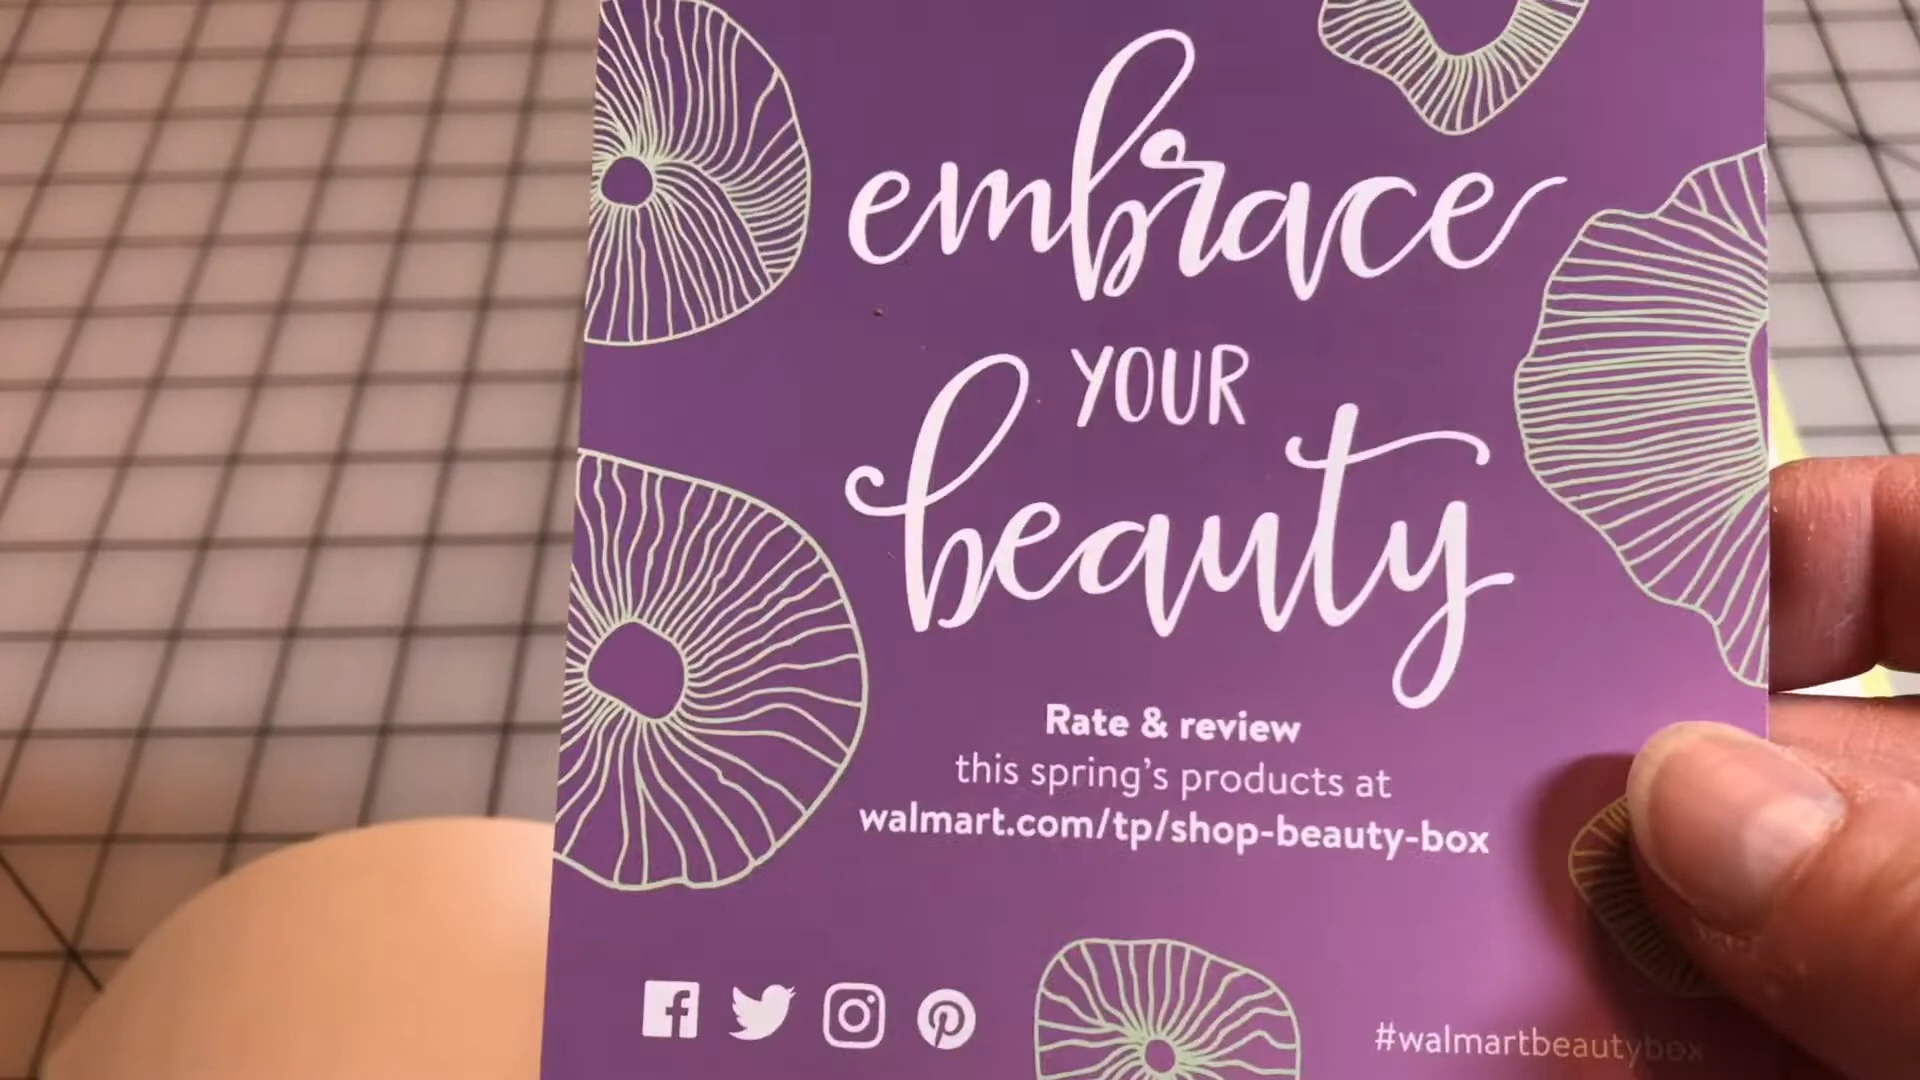 embrace
YOUR
beauty
Rate & review
this spring's products at
walmart.com/tp/shop-beauty-box
#walmartbeautybox